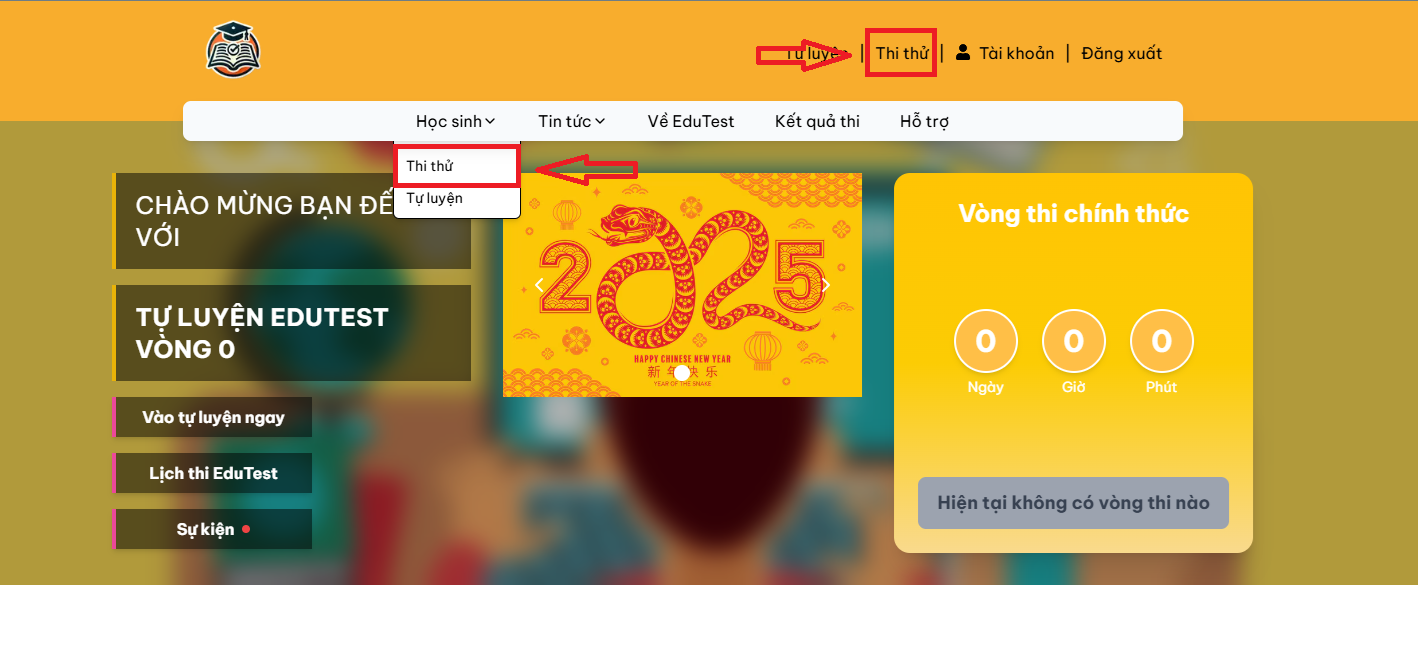 Tự luyện | Thi thử | Tài khoản | Đăng xuất
Học sinh Tin tức Về EduTest Kết quả thi Hỗ trợ
Thi thử
Tự luyện
CHÀO MỪNG BẠN ĐẾ
VỚI
TỰ LUYỆN EDUTEST
VÒNG 0
Vào tự luyện ngay
Lịch thi EduTest
Sự kiện
2025
HAPPY CHINESE NEW YEAR
新年快乐
YEAR OF THE SNAKE
Vòng thi chính thức
0 0 0
Ngày Giờ Phút
Hiện tại không có vòng thi nào